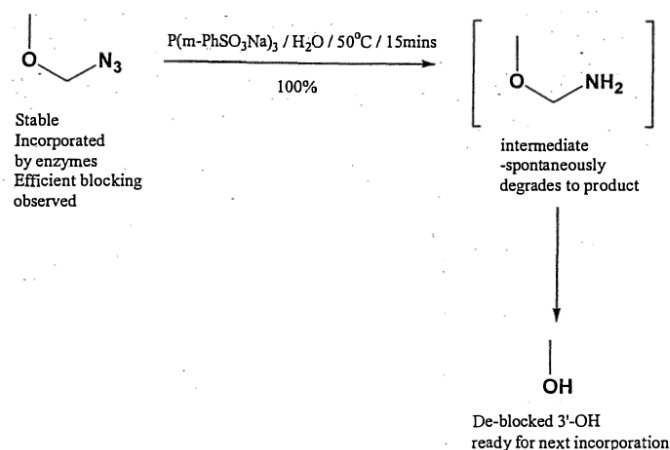 P(m-PhSO₃Na)₃ / H₂O / 50°C / 15mins
100%
O
N₃
Stable
Incorporated
by enzymes
Efficient blocking
observed
O
NH₂
intermediate
-spontaneously
degrades to product
OH
De-blocked 3'-OH
ready for next incorporation